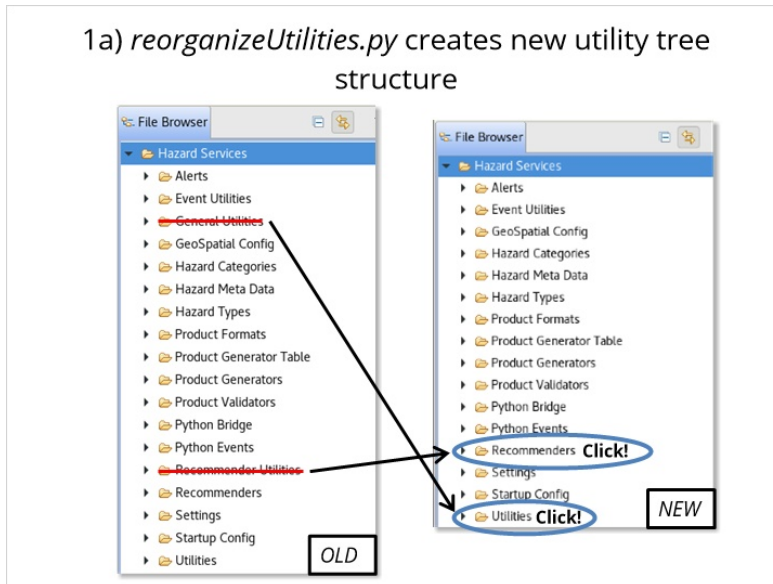 1a) reorganizeUtilities.py creates new utility tree
structure
File Browser
Hazard Services
Alerts
Event Utilities
General Utilities
GeoSpatial Config
Hazard Categories
Hazard Meta Data
Hazard Types
Product Formats
Product Generator Table
Product Generators
Product Validators
Python Bridge
Python Events
Recommender Utilities
Recommenders
Settings
Startup Config
Utilities
OLD
File Browser
Hazard Services
Alerts
Event Utilities
GeoSpatial Config
Hazard Categories
Hazard Meta Data
Hazard Types
Product Formats
Product Generator Table
Product Generators
Product Validators
Python Bridge
Python Events
Recommenders Click!
Settings
Startup Config
Utilities Click!
NEW